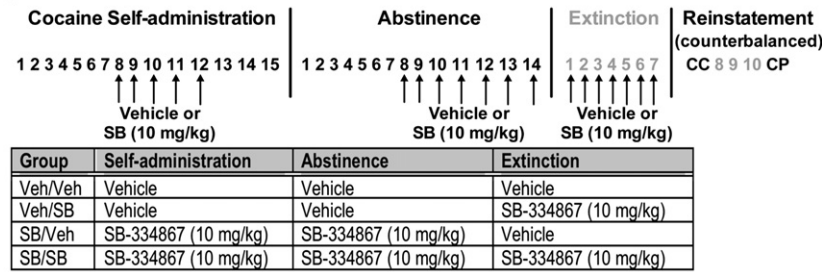 Cocaine Self-administration Abstinence Extinction Reinstatement
(counterbalanced)
1 2 3 4 5 6 7 8 9 10 11 12 13 14 15 1 2 3 4 5 6 7 8 9 10 11 12 13 14 1 2 3 4 5 6 7 CC 8 9 10 CP
Vehicle or Vehicle or Vehicle or
SB (10 mg/kg) SB (10 mg/kg) SB (10 mg/kg)
Group Self-administration Abstinence Extinction
Veh/Veh Vehicle Vehicle Vehicle
Veh/SB Vehicle Vehicle SB-334867 (10 mg/kg)
SB/Veh SB-334867 (10 mg/kg) SB-334867 (10 mg/kg) Vehicle
SB/SB SB-334867 (10 mg/kg) SB-334867 (10 mg/kg) SB-334867 (10 mg/kg)